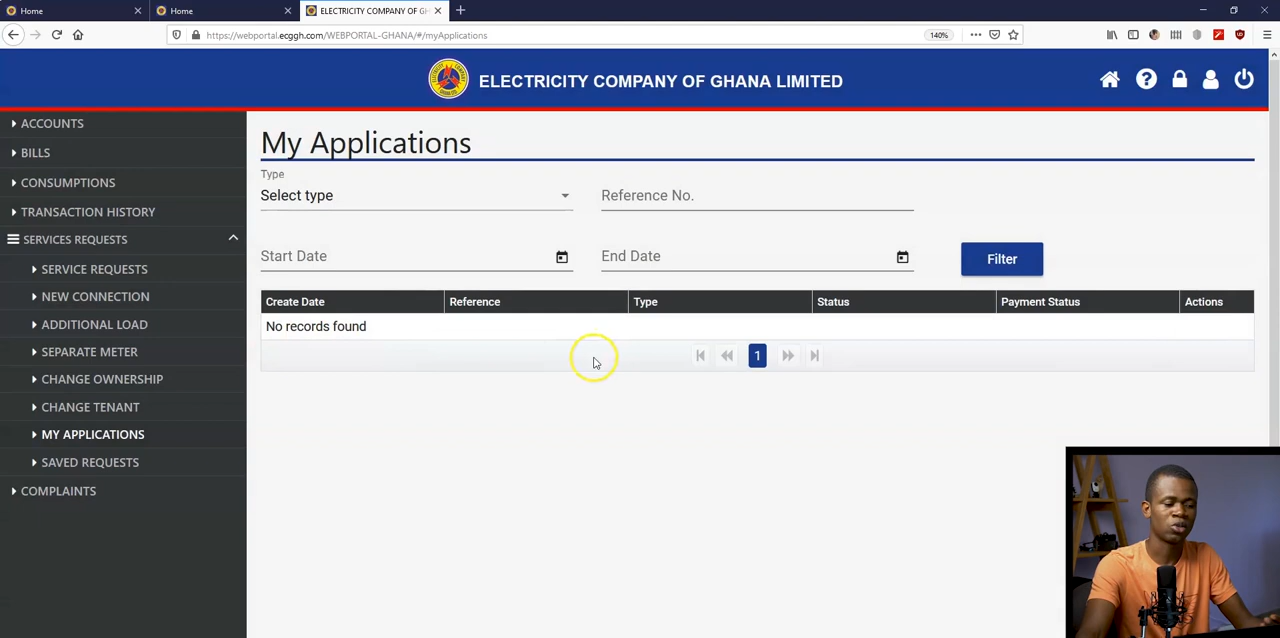 Home
Home
ELECTRICITY COMPANY OF GH
https://webportal.ecggh.com/WEBPORTAL-GHANA/#/myApplications
140%
ELECTRICITY COMPANY OF GHANA LIMITED
ACCOUNTS
BILLS
CONSUMPTIONS
TRANSACTION HISTORY
SERVICES REQUESTS
SERVICE REQUESTS
NEW CONNECTION
ADDITIONAL LOAD
SEPARATE METER
CHANGE OWNERSHIP
CHANGE TENANT
MY APPLICATIONS
SAVED REQUESTS
COMPLAINTS
My Applications
Type
Select type
Reference No.
Start Date
End Date
Filter
Create Date Reference Type Status Payment Status Actions
No records found
1